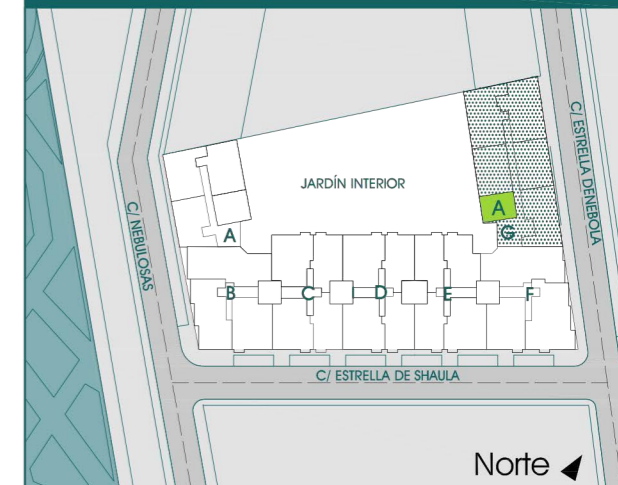 C/ ESTRELLA DENEBOLA
JARDÍN INTERIOR
A
C/ NEBULOSAS
A
G
B
C
D
E
F
C/ ESTRELLA DE SHAULA
Norte